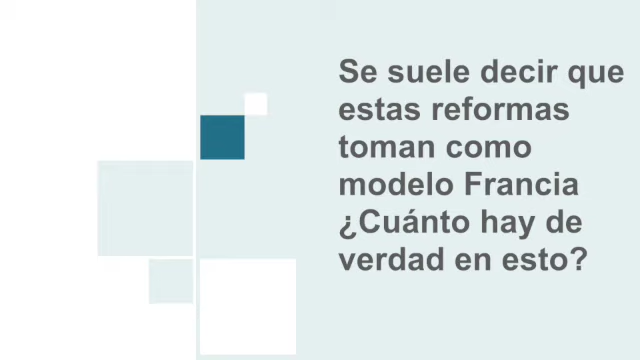 Se suele decir que
estas reformas
toman como
modelo Francia
¿Cuánto hay de
verdad en esto?